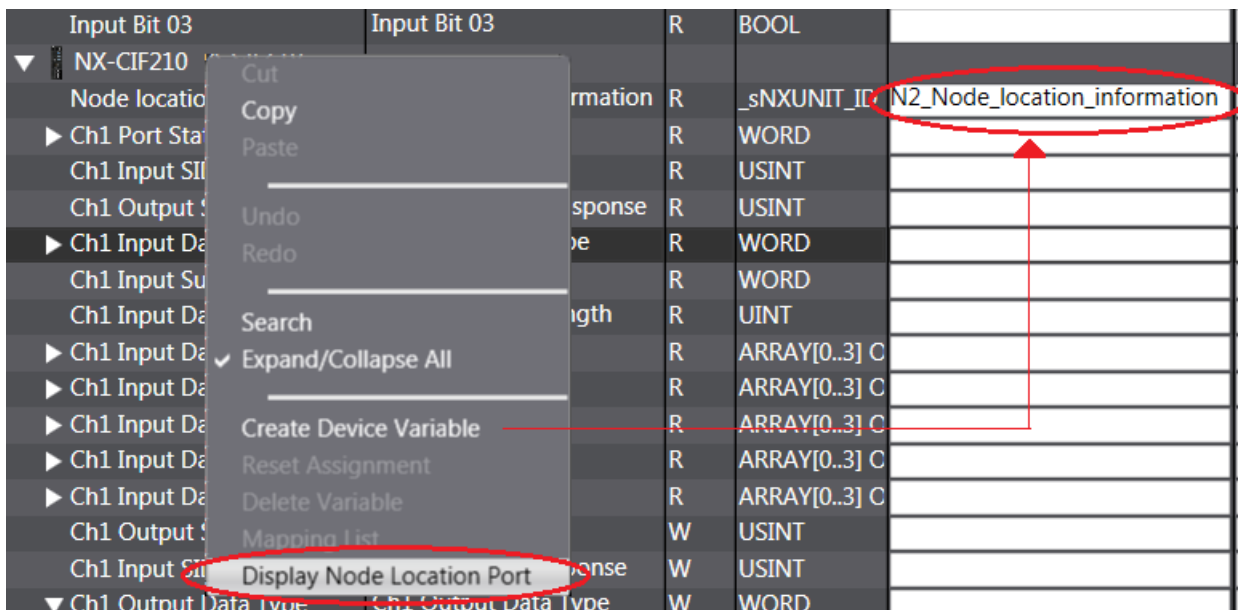 Input Bit 03 Input Bit 03 R BOOL
NX-CIF210
Node locatio rmation R _sNXUNIT_ID N2_Node_location_information
Ch1 Port Sta R WORD
Ch1 Input SI R USINT
Ch1 Output sponse R USINT
Ch1 Input Da pe R WORD
Ch1 Input Su R WORD
Ch1 Input Da ngth R UINT
Ch1 Input Da R ARRAY[0..3] O
Ch1 Input Da R ARRAY[0..3] O
Ch1 Input Da R ARRAY[0..3] O
Ch1 Input Da R ARRAY[0..3] O
Ch1 Input Da R ARRAY[0..3] O
Ch1 Output W USINT
Ch1 Input SI onse W USINT
Ch1 Output Data Type Ch1 Output Data Type W WORD
Cut
Copy
Paste
Undo
Redo
Search
Expand/Collapse All
Create Device Variable
Reset Assignment
Delete Variable
Mapping List
Display Node Location Port